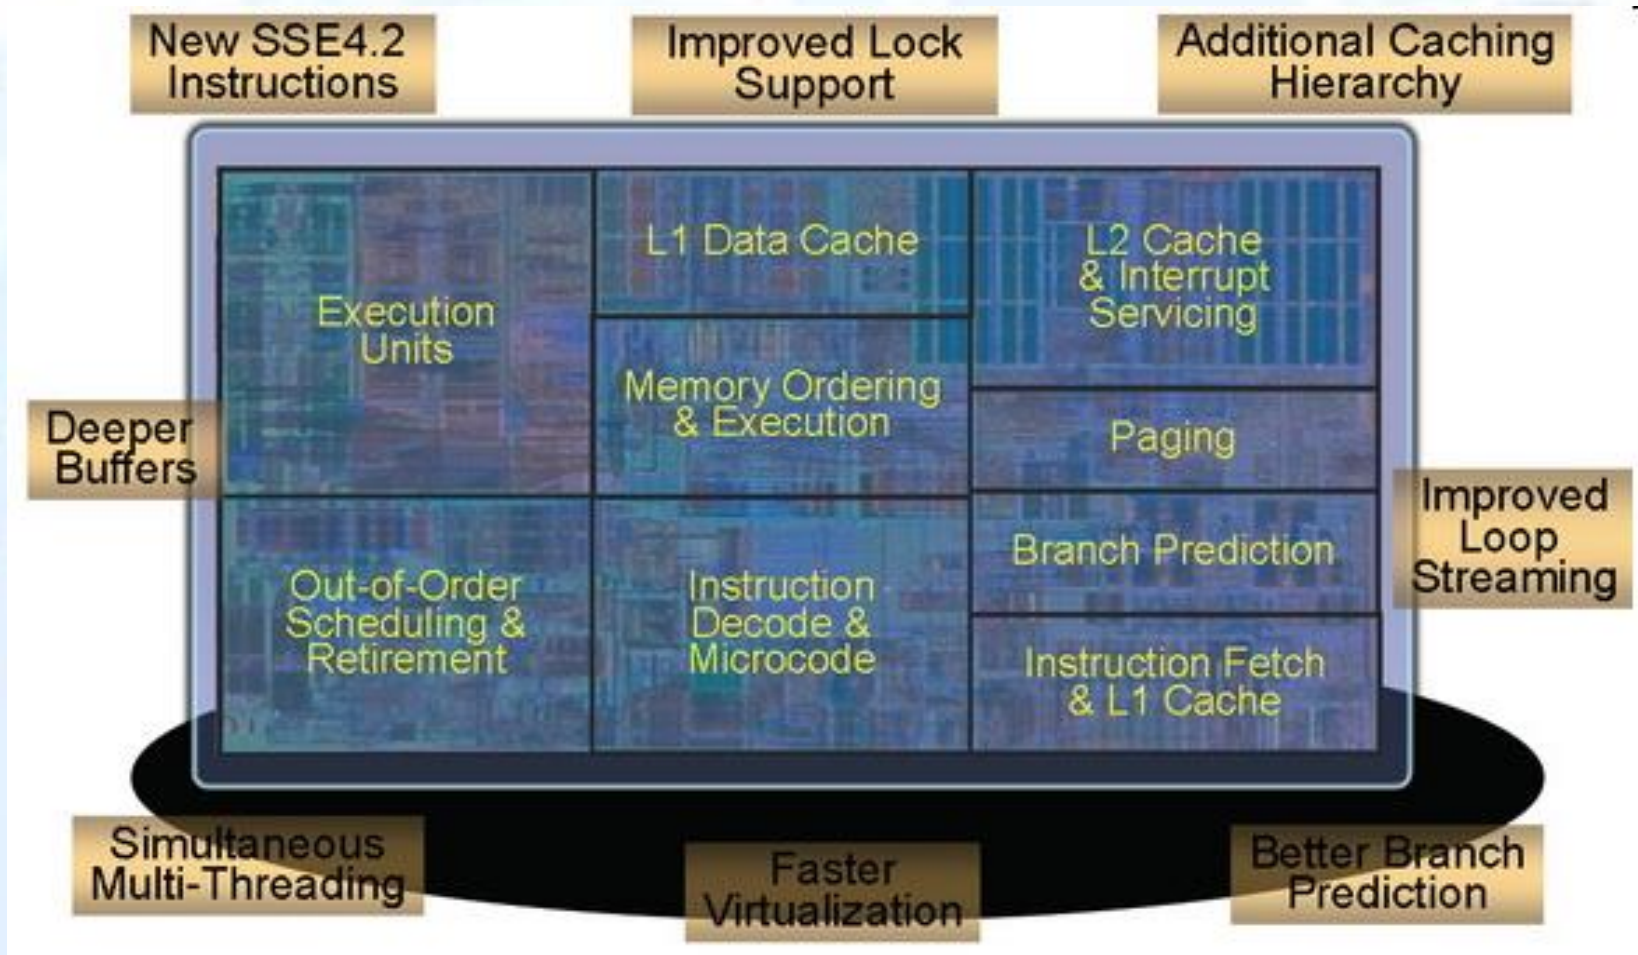 New SSE4.2
Instructions
Improved Lock
Support
Additional Caching
Hierarchy
Execution
Units
L1 Data Cache
L2 Cache
& Interrupt
Servicing
Memory Ordering
& Execution
Paging
Deeper
Buffers
Improved
Loop
Streaming
Out-of-Order
Scheduling &
Retirement
Instruction
Decode &
Microcode
Branch Prediction
Instruction Fetch
& L1 Cache
Simultaneous
Multi-Threading
Faster
Virtualization
Better Branch
Prediction